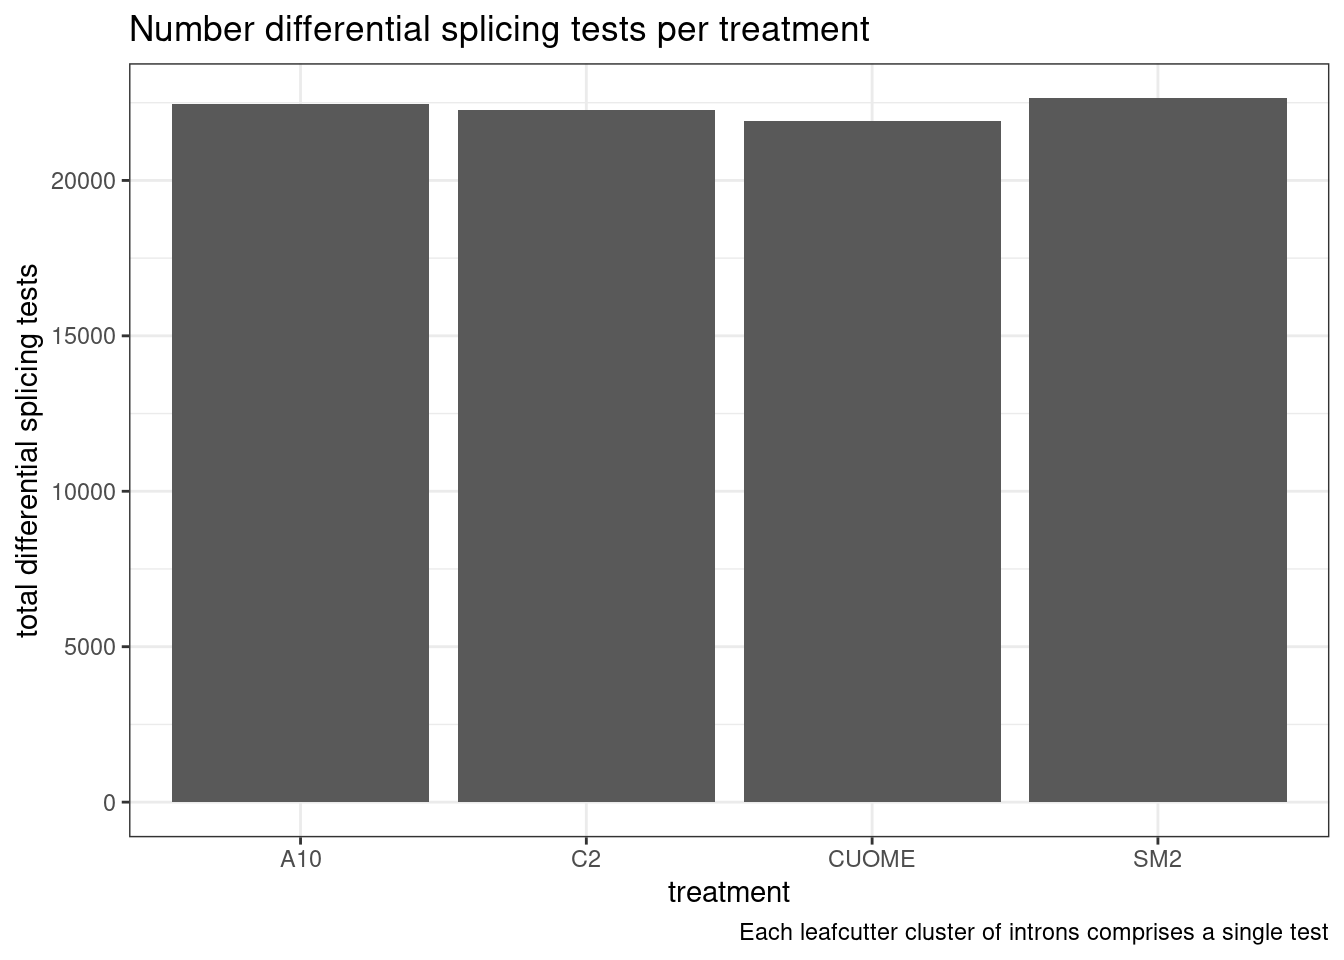 Number differential splicing tests per treatment
total differential splicing tests
20000
15000
10000
5000
0
A10
C2
CUOME
SM2
treatment
Each leafcutter cluster of introns comprises a single test